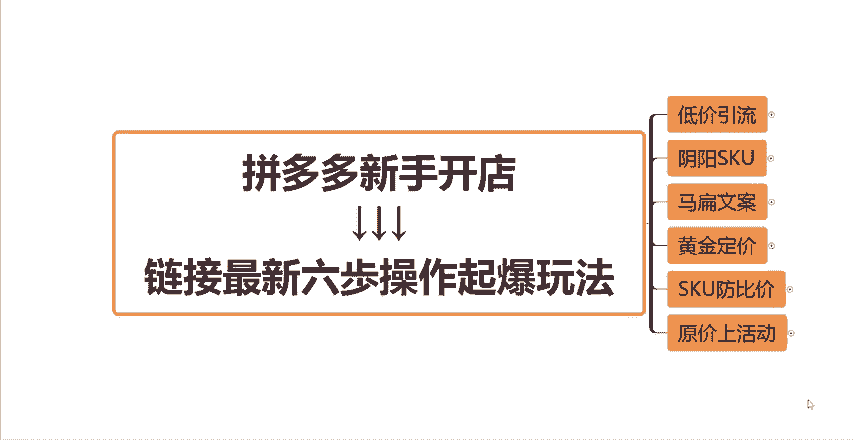 拼多多新手开店
↓↓↓
链接最新六步操作起爆玩法
低价引流
阴阳SKU
马扁文案
黄金定价
SKU防比价
原价上活动